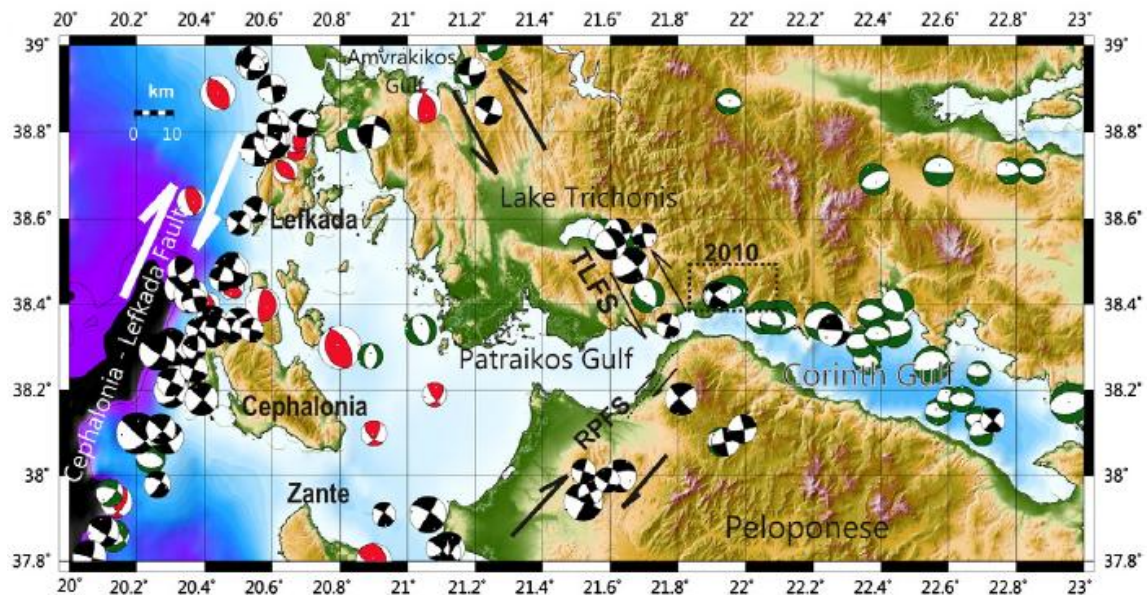 20˚ 20.2˚ 20.4˚ 20.6˚ 20.8˚ 21˚ 21.2˚ 21.4˚ 21.6˚ 21.8˚ 22˚ 22.2˚ 22.4˚ 22.6˚ 22.8˚ 23˚
39˚ 39˚
Amvrakikos
Gulf
km
0 10
38.8˚ 38.8˚
Lake Trichonis
38.6˚ 38.6˚
Lefkada
2010
TLFS
38.4˚ 38.4˚
Cephalonia - Lefkada Fault
Patraikos Gulf
Corinth Gulf
38.2˚ 38.2˚
Cephalonia
RPFS
38˚ 38˚
Zante
Peloponese
37.8˚ 37.8˚
20˚ 20.2˚ 20.4˚ 20.6˚ 20.8˚ 21˚ 21.2˚ 21.4˚ 21.6˚ 21.8˚ 22˚ 22.2˚ 22.4˚ 22.6˚ 22.8˚ 23˚